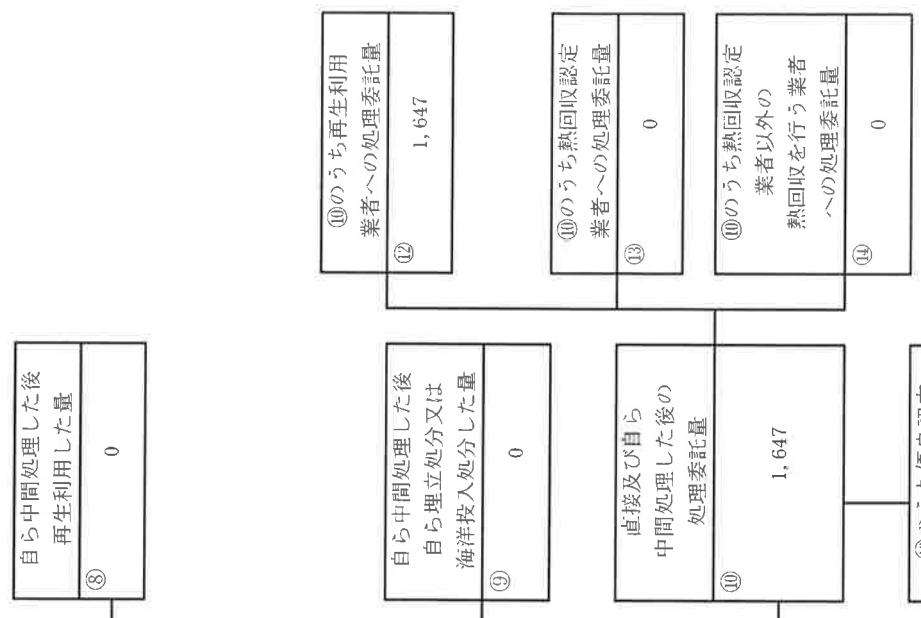 自ら中間処理した後
再生利用した量
⑧
0
自ら中間処理した後
自ら埋立処分又は
海洋投入処分した量
⑨
0
直接及び自ら
中間処理した後の
処理委託量
⑩
1,647
⑩のうち再生利用
業者への処理委託量
⑫
1,647
⑩のうち熱回収認定
業者への処理委託量
⑬
0
⑩のうち熱回収認定
業者以外の
熱回収を行う業者
への処理委託量
⑭
0